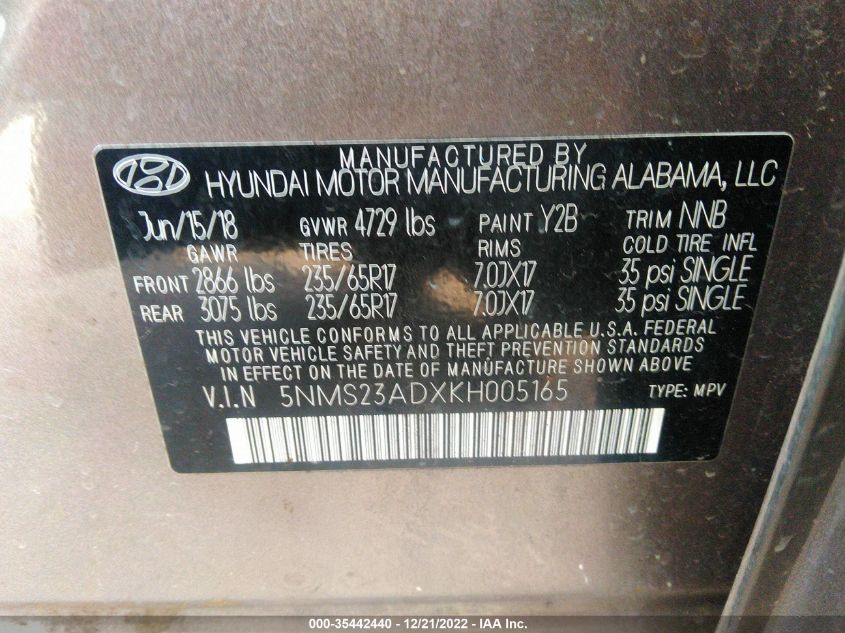 MANUFACTURED BY
HYUNDAI MOTOR MANUFACTURING ALABAMA, LLC
Jun/15/18 GVWR 4729 lbs PAINT Y2B TRIM NNB
GAWR TIRES RIMS COLD TIRE INFL
FRONT 2866 lbs 235/65R17 7.0JX17 35 psi SINGLE
REAR 3075 lbs 235/65R17 7.0JX17 35 psi SINGLE
THIS VEHICLE CONFORMS TO ALL APPLICABLE U.S.A. FEDERAL
MOTOR VEHICLE SAFETY AND THEFT PREVENTION STANDARDS
IN EFFECT ON THE DATE OF MANUFACTURE SHOWN ABOVE
V.I.N 5NMS23ADXKH005165 TYPE: MPV
000-35442440 - 12/21/2022 - IAA Inc.